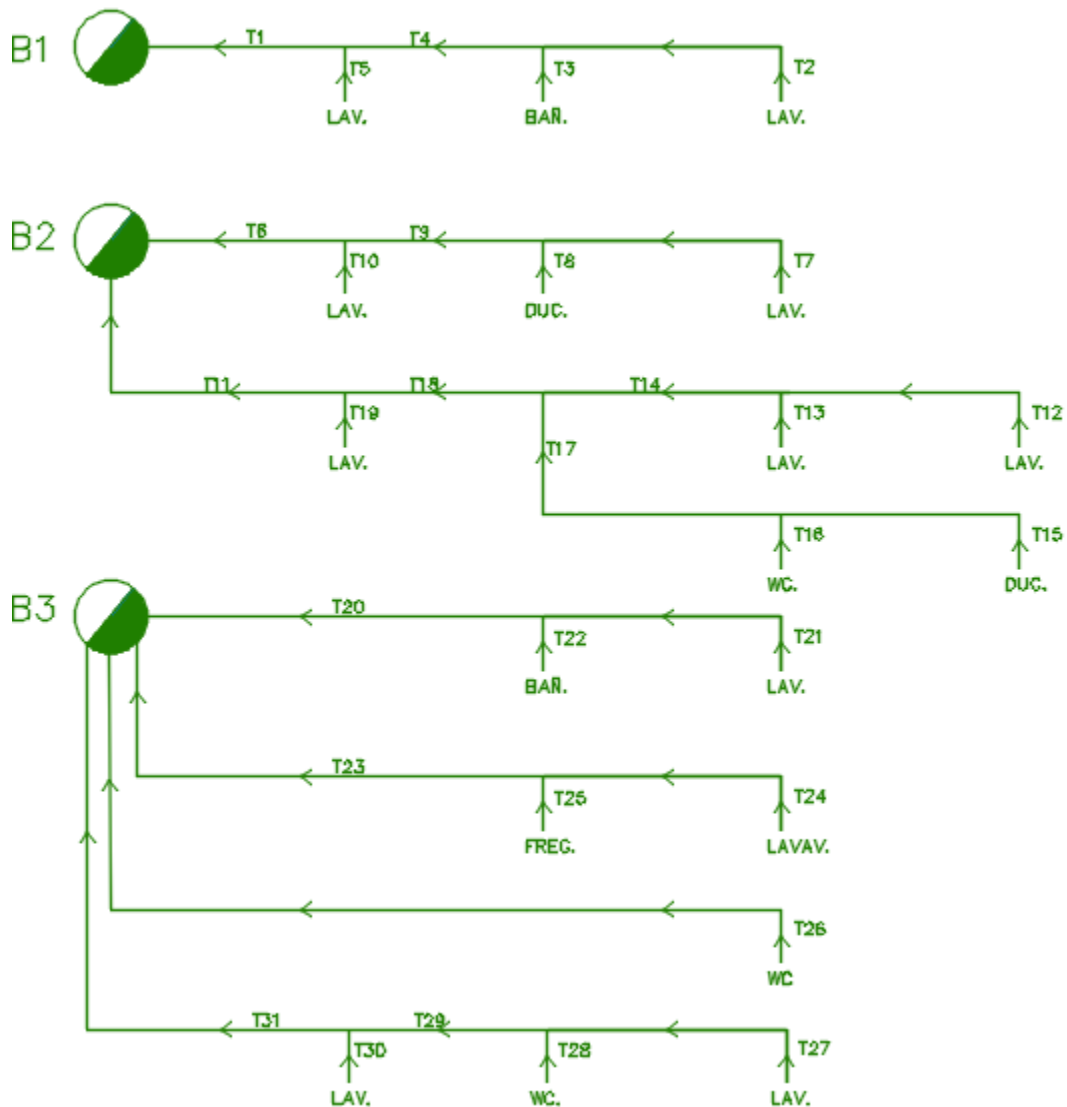 B1 T1 T4
T5 T3 T2
LAV. BAÑ. LAV.
B2 T6 T9
T10 T8 T7
LAV. DUC. LAV.
T11 T18 T14
T19 T13 T12
LAV. LAV. LAV.
T17
T16 T15
WC. DUC.
B3 T20
T22 T21
BAÑ. LAV.
T23
T25 T24
FREG. LAVAV.
T26
WC
T31 T29
T30 T28 T27
LAV. WC. LAV.